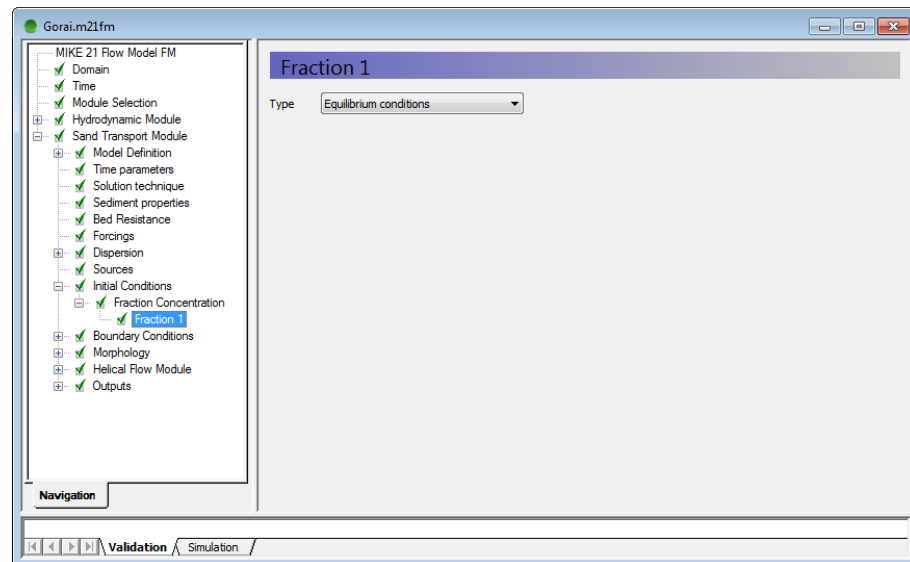 Gorai.m21fm
MIKE 21 Flow Model FM
Domain
Time
Module Selection
Hydrodynamic Module
Sand Transport Module
Model Definition
Time parameters
Solution technique
Sediment properties
Bed Resistance
Forcings
Dispersion
Sources
Initial Conditions
Fraction Concentration
Fraction 1
Boundary Conditions
Morphology
Helical Flow Module
Outputs
Navigation
Fraction 1
Type Equilibrium conditions
Validation Simulation